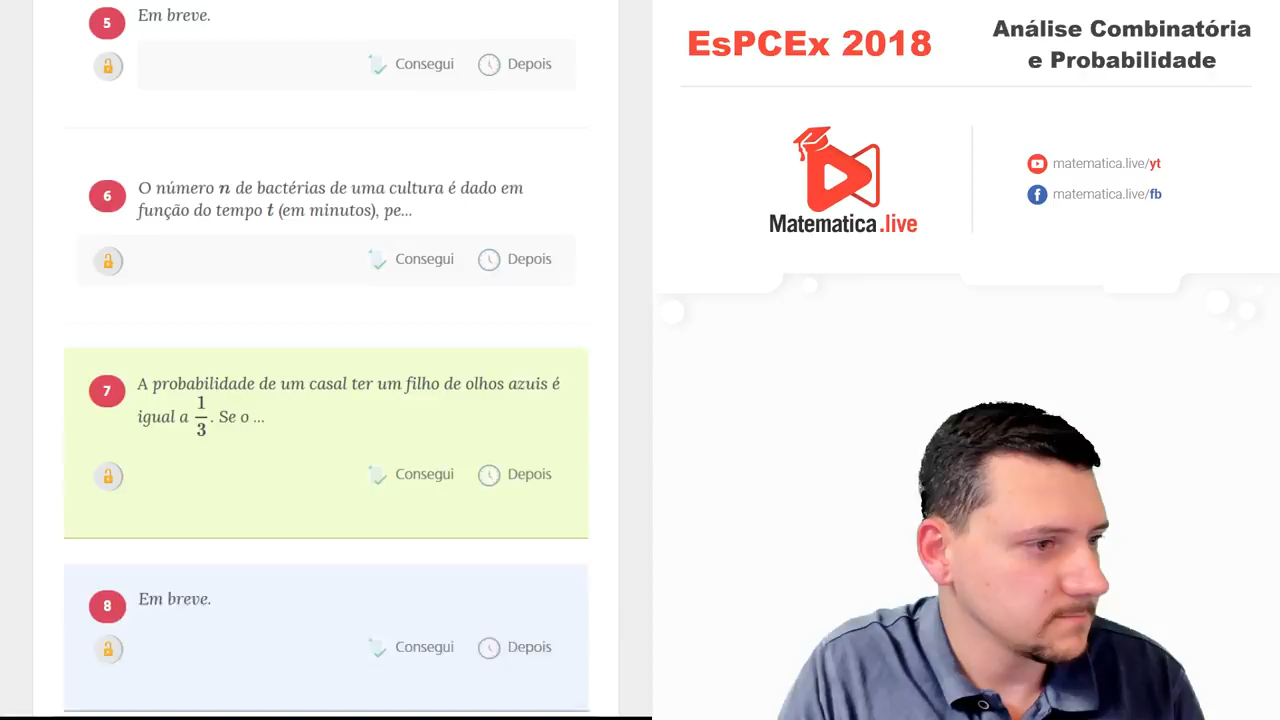 5
Em breve.
Consegui
Depois
6
O número n de bactérias de uma cultura é dado em
função do tempo t (em minutos), pe...
Consegui
Depois
7
A probabilidade de um casal ter um filho de olhos azuis é
igual a 1/3. Se o ...
Consegui
Depois
8
Em breve.
Consegui
Depois
EsPCEx 2018
Análise Combinatória
e Probabilidade
Matematica.live
matematica.live/yt
matematica.live/fb